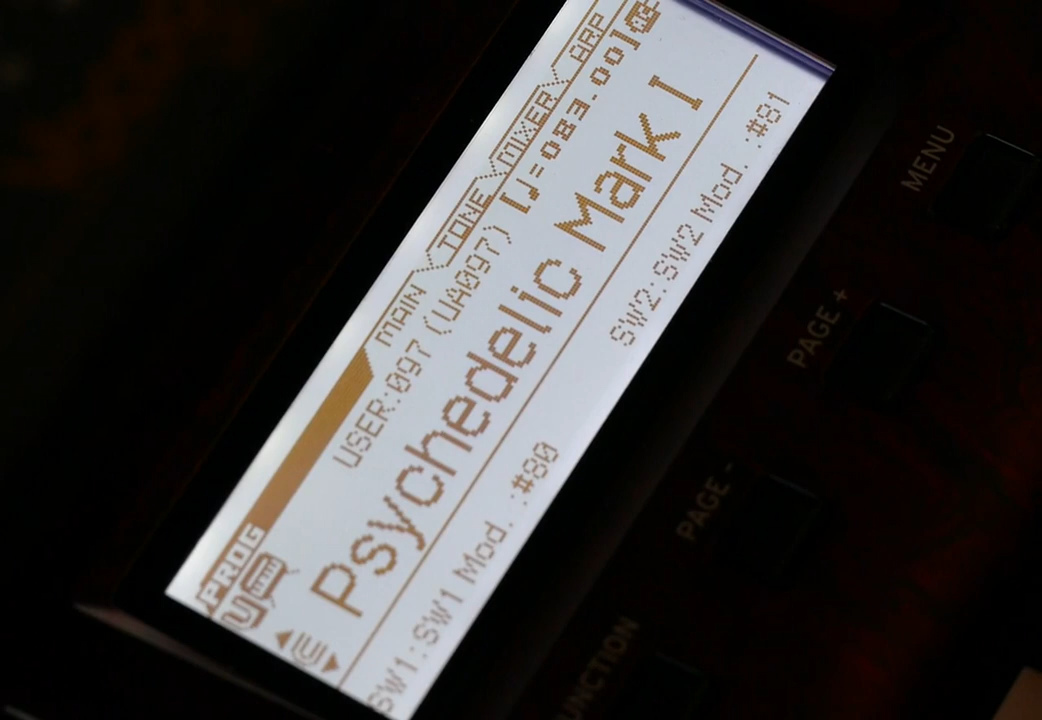 PROG MAIN TONE MIXER ARP
U USER:097 (UA097) [♩=083.00]
U Psychedelic Mark I
SW1:SW1 Mod. :#80 SW2:SW2 Mod. :#81
MENU
PAGE +
PAGE -
FUNCTION